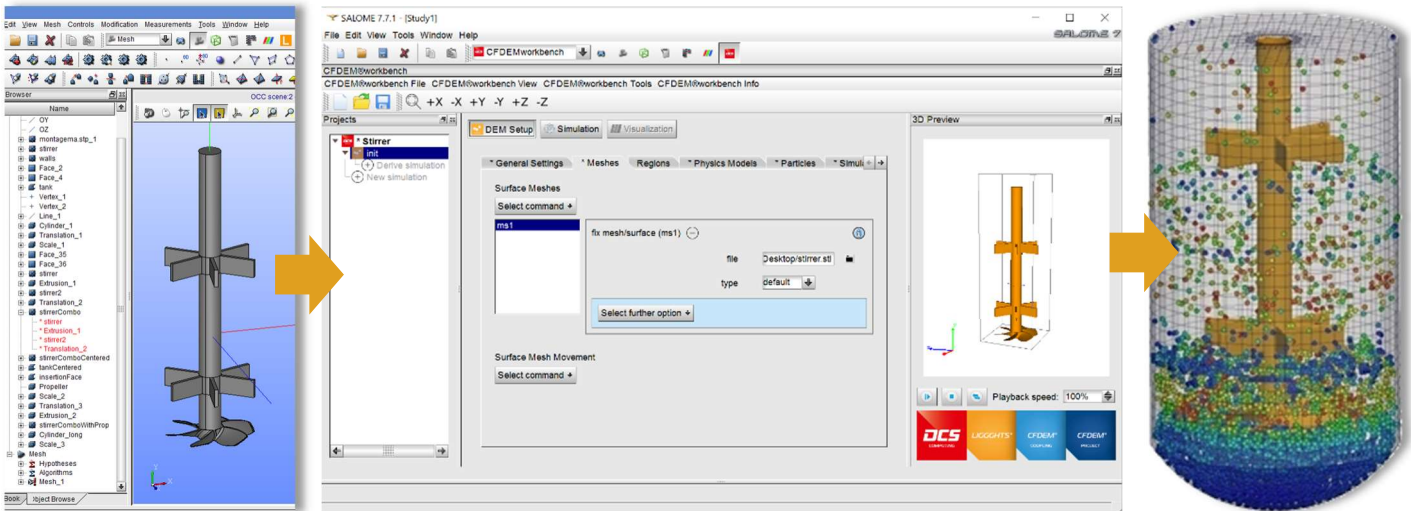 Edit View Mesh Controls Modification Measurements Tools Window Help
Mesh
Browser
Name
OY
OZ
montagema.stp_1
stirrer
walls
Face_2
Face_4
tank
Vertex_1
Vertex_2
Line_1
Cylinder_1
Translation_1
Scale_1
Face_35
Face_36
stirrer
Extrusion_1
stirrer2
Translation_2
stirrerCombo
* stirrer
* Extrusion_1
* stirrer2
* Translation_2
stirrerComboCentered
tankCentered
insertionFace
Propeller
Scale_2
Translation_3
Extrusion_2
stirrerComboWithProp
Cylinder_long
Scale_3
Mesh
Hypotheses
Algorithms
Mesh_1
Book
Object Browse
OCC scene:2
X
SALOME 7.7.1 - [Study1]
File Edit View Tools Window Help
SALOME 7
CFDEMworkbench
CFDEM®workbench
CFDEM®workbench File CFDEM®workbench View CFDEM®workbench Tools CFDEM®workbench Info
+X -X +Y -Y +Z -Z
Projects
* Stirrer
init
Derive simulation
New simulation
DEM Setup
Simulation
Visualization
* General Settings
* Meshes
Regions
* Physics Models
* Particles
* Simul
Surface Meshes
Select command
ms1
fix mesh/surface (ms1)
file
Desktop/stirrer.stl
type
default
Select further option
Surface Mesh Movement
Select command
3D Preview
Playback speed: 100%
DCS
COMPUTING
LIGGGHTS®
CFDEM®
COUPLING
CFDEM®
PROJECT